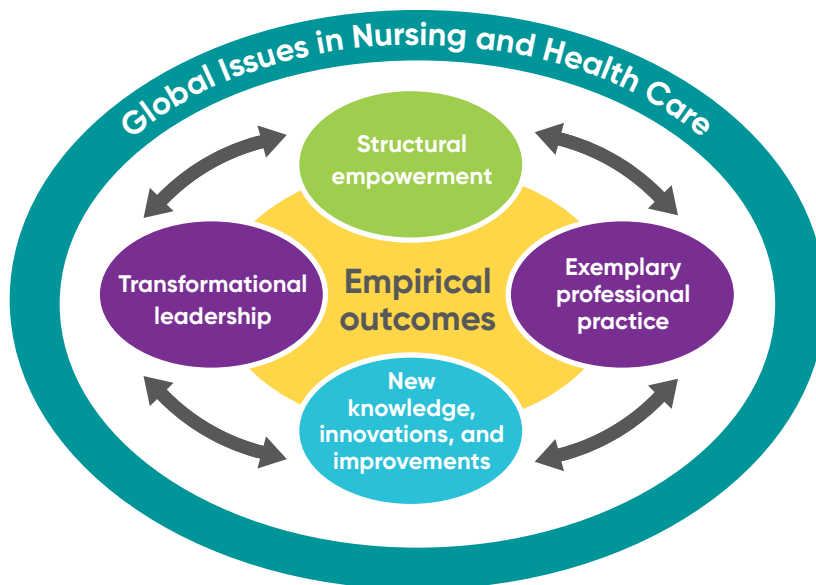 Global Issues in Nursing and Health Care
Structural
empowerment
Transformational
leadership
Empirical
outcomes
Exemplary
professional
practice
New
knowledge,
innovations, and
improvements